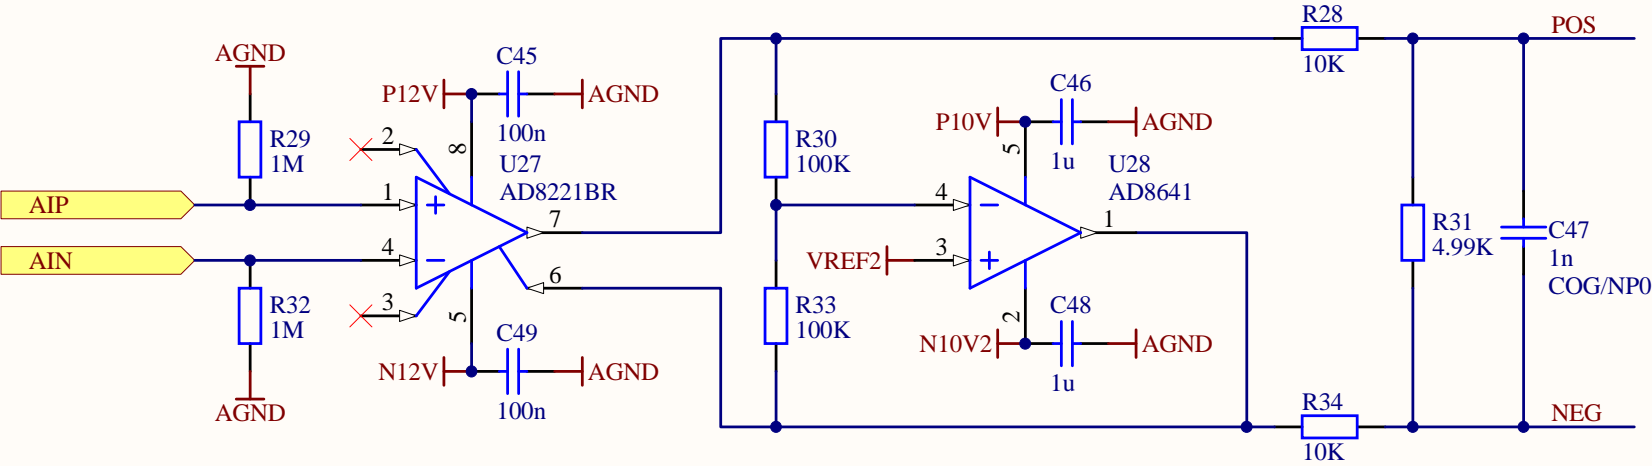 R28
POS
10K
AGND
C45
P12V
AGND
100n
C46
P10V
AGND
1u
R29
1M
2
8
U27
AD8221BR
R30
100K
5
U28
AD8641
AIP
1
7
4
1
AIN
4
6
VREF2
3
R31
4.99K
C47
1n
COG/NP0
R32
1M
3
5
C49
R33
100K
2
C48
N12V
AGND
100n
N10V2
AGND
1u
AGND
R34
NEG
10K